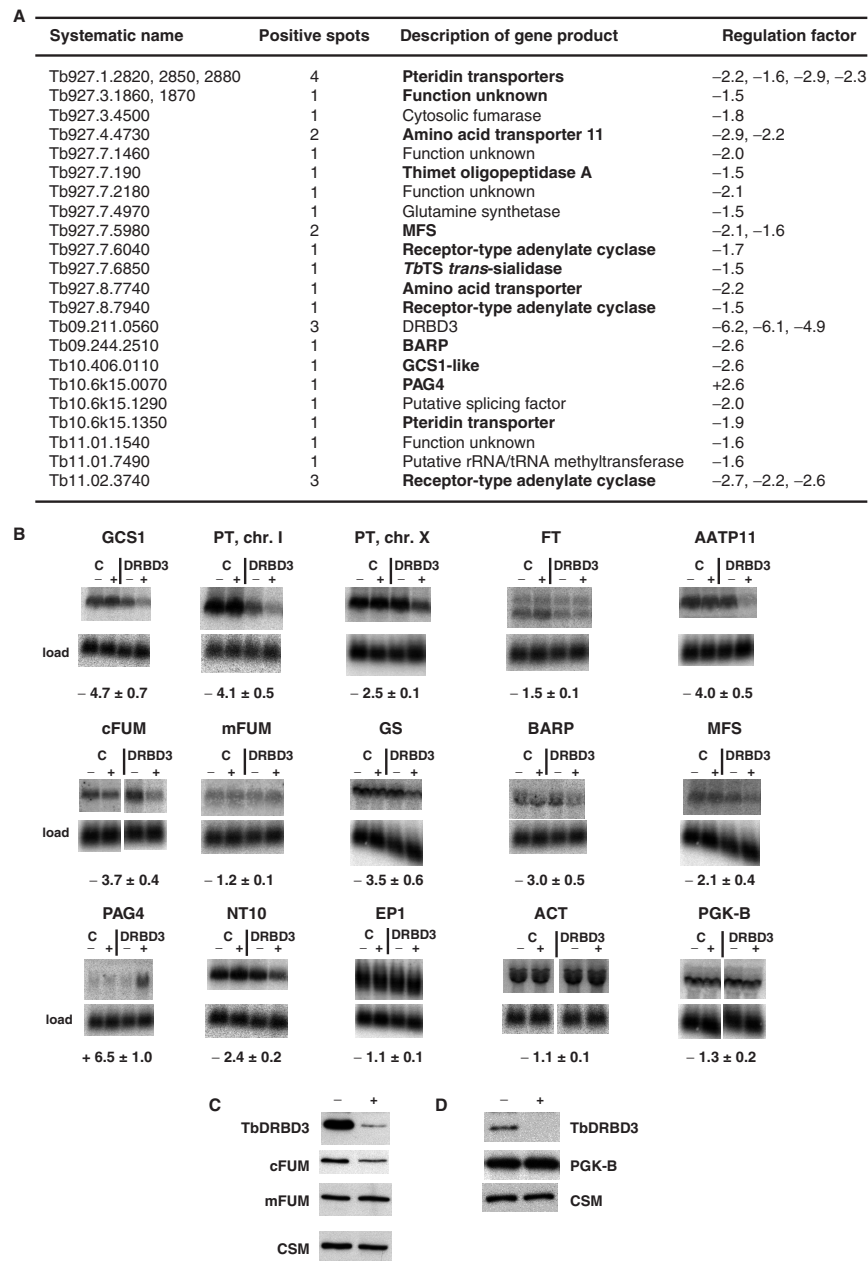 A
Systematic name Positive spots Description of gene product Regulation factor
Tb927.1.2820, 2850, 2880 4 Pteridin transporters −2.2, −1.6, −2.9, −2.3
Tb927.3.1860, 1870 1 Function unknown −1.5
Tb927.3.4500 1 Cytosolic fumarase −1.8
Tb927.4.4730 2 Amino acid transporter 11 −2.9, −2.2
Tb927.7.1460 1 Function unknown −2.0
Tb927.7.190 1 Thimet oligopeptidase A −1.5
Tb927.7.2180 1 Function unknown −2.1
Tb927.7.4970 1 Glutamine synthetase −1.5
Tb927.7.5980 2 MFS −2.1, −1.6
Tb927.7.6040 1 Receptor-type adenylate cyclase −1.7
Tb927.7.6850 1 TbTS trans-sialidase −1.5
Tb927.8.7740 1 Amino acid transporter −2.2
Tb927.8.7940 1 Receptor-type adenylate cyclase −1.5
Tb09.211.0560 3 DRBD3 −6.2, −6.1, −4.9
Tb09.244.2510 1 BARP −2.6
Tb10.406.0110 1 GCS1-like −2.6
Tb10.6k15.0070 1 PAG4 +2.6
Tb10.6k15.1290 1 Putative splicing factor −2.0
Tb10.6k15.1350 1 Pteridin transporter −1.9
Tb11.01.1540 1 Function unknown −1.6
Tb11.01.7490 1 Putative rRNA/tRNA methyltransferase −1.6
Tb11.02.3740 3 Receptor-type adenylate cyclase −2.7, −2.2, −2.6
B
GCS1 PT, chr. I PT, chr. X FT AATP11
C DRBD3 C DRBD3 C DRBD3 C DRBD3 C DRBD3
− + − + − + − + − + − + − + − + − + − +
load
− 4.7 ± 0.7 − 4.1 ± 0.5 − 2.5 ± 0.1 − 1.5 ± 0.1 − 4.0 ± 0.5
cFUM mFUM GS BARP MFS
C DRBD3 C DRBD3 C DRBD3 C DRBD3 C DRBD3
− + − + − + − + − + − + − + − + − + − +
load
− 3.7 ± 0.4 − 1.2 ± 0.1 − 3.5 ± 0.6 − 3.0 ± 0.5 − 2.1 ± 0.4
PAG4 NT10 EP1 ACT PGK-B
C DRBD3 C DRBD3 C DRBD3 C DRBD3 C DRBD3
− + − + − + − + − + − + − + − + − + − +
load
+ 6.5 ± 1.0 − 2.4 ± 0.2 − 1.1 ± 0.1 − 1.1 ± 0.1 − 1.3 ± 0.2
C − +
TbDRBD3
cFUM
mFUM
CSM
D − +
TbDRBD3
PGK-B
CSM